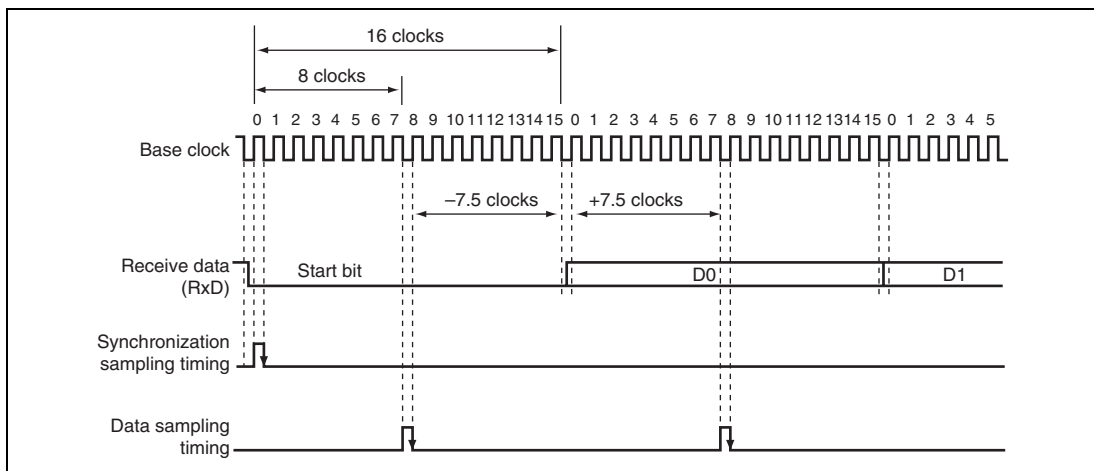 16 clocks
8 clocks
0 1 2 3 4 5 6 7 8 9 10 11 12 13 14 15 0 1 2 3 4 5 6 7 8 9 10 11 12 13 14 15 0 1 2 3 4 5
Base clock
–7.5 clocks +7.5 clocks
Receive data
(RxD)
Start bit D0 D1
Synchronization
sampling timing
Data sampling
timing